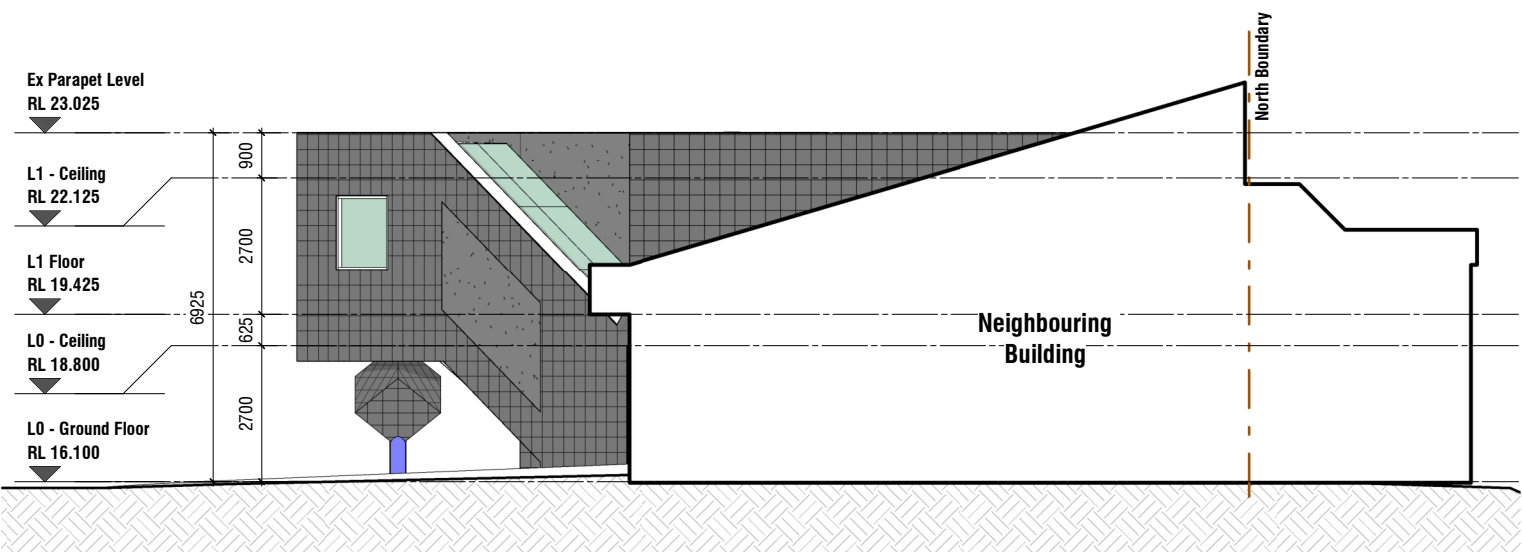 Ex Parapet Level
RL 23.025
L1 - Ceiling
RL 22.125
L1 Floor
RL 19.425
L0 - Ceiling
RL 18.800
L0 - Ground Floor
RL 16.100
6925
900
2700
625
2700
Neighbouring
Building
North Boundary